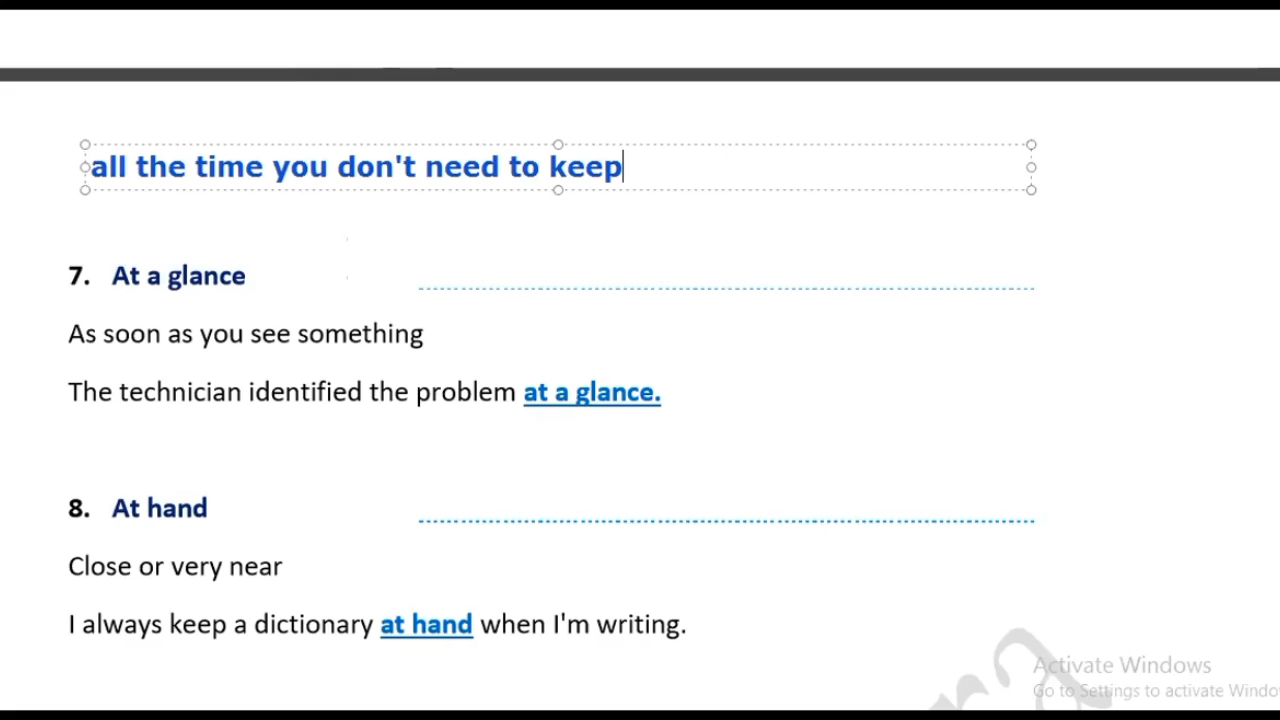 all the time you don't need to keep
7. At a glance
As soon as you see something
The technician identified the problem at a glance.
8. At hand
Close or very near
I always keep a dictionary at hand when I'm writing.
Activate Windows
Go to Settings to activate